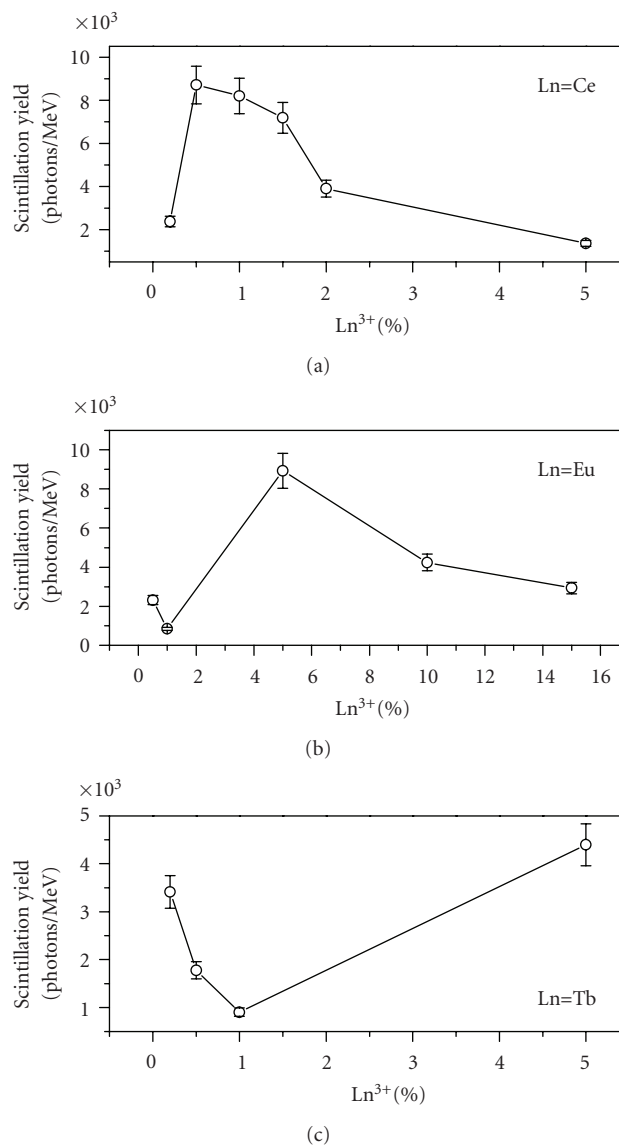 ×10³
10
8
6
4
2
Scintillation yield
(photons/MeV)
Ln=Ce
0 1 2 3 4 5
Ln³⁺(%)
(a)
×10³
10
8
6
4
2
0
Scintillation yield
(photons/MeV)
Ln=Eu
0 2 4 6 8 10 12 14 16
Ln³⁺(%)
(b)
×10³
5
4
3
2
1
Scintillation yield
(photons/MeV)
Ln=Tb
0 1 2 3 4 5
Ln³⁺(%)
(c)